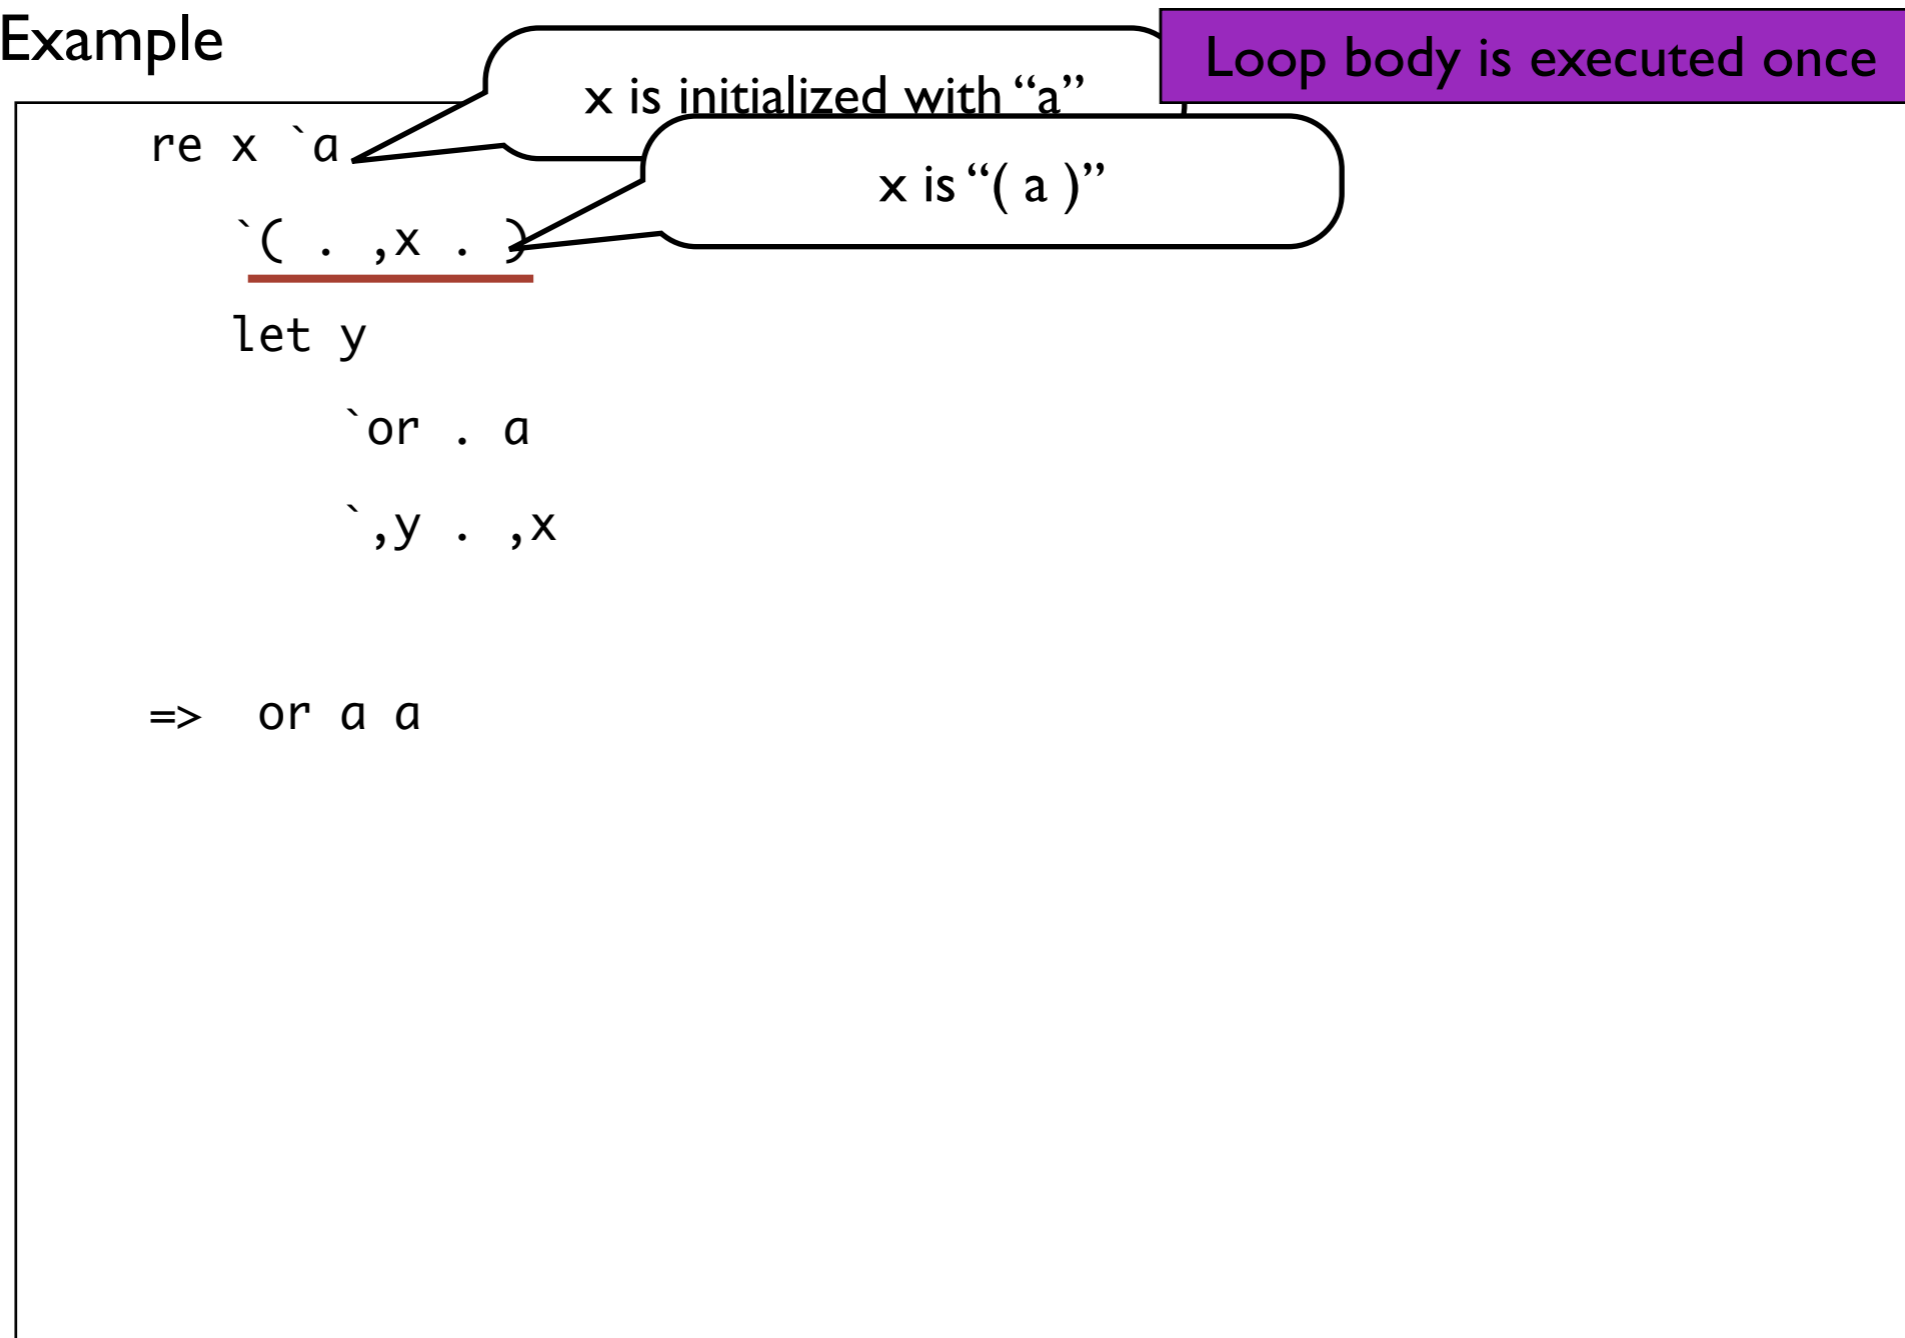 Example
Loop body is executed once
x is initialized with “a”
re x `a
x is “( a )”
`( . ,x . )
let y
`or . a
`,y . ,x
=> or a a